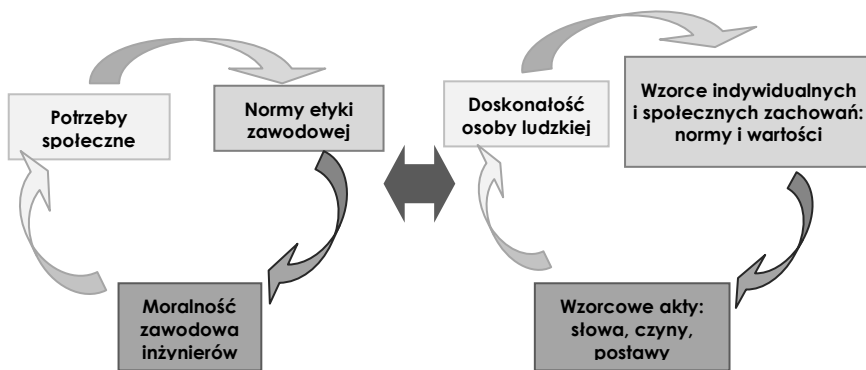 Potrzeby
społeczne
Normy etyki
zawodowej
Moralność
zawodowa
inżynierów
Doskonałość
osoby ludzkiej
Wzorce indywidualnych
i społecznych zachowań:
normy i wartości
Wzorcowe akty:
słowa, czyny,
postawy